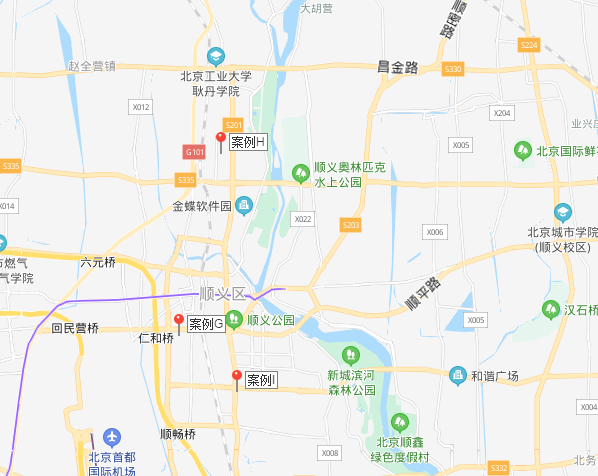 大胡营
顺密路
S224
赵全营镇
昌金路
S330
北京工业大学
耿丹学院
X012
S201
X204
业兴庄
G101
案例H
X005
北京国际鲜花
S335
S335
顺义奥林匹克
水上公园
X014
金蝶软件园
X022
S203
X006
北京城市学院
(顺义校区)
六元桥
市燃气
气学院
顺义区
顺平路
回民营桥
仁和桥
案例G
顺义公园
X005
汉石桥
新城滨河
森林公园
案例I
和谐广场
X004
顺畅桥
北京首都
国际机场
X008
北京顺鑫
绿色度假村
S332
北务